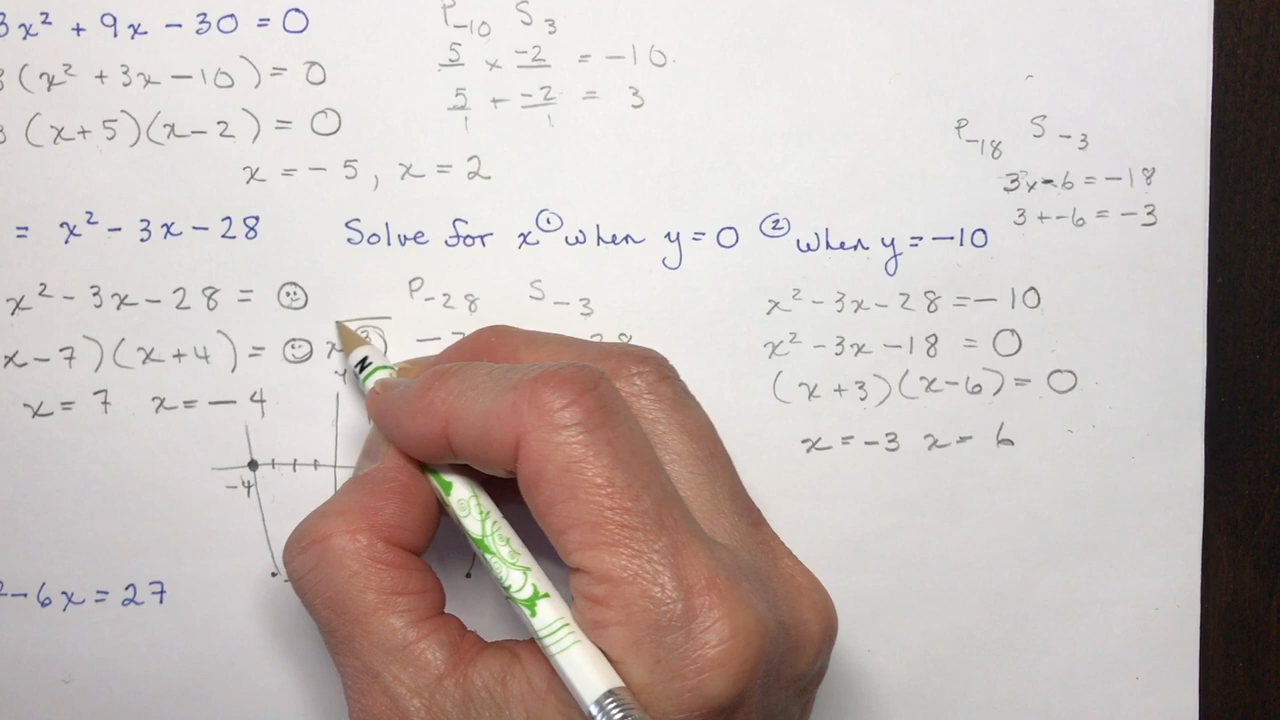 3x² + 9x - 30 = 0
3(x² + 3x - 10) = 0
3(x+5)(x-2) = 0
x = -5, x = 2
P₋₁₀ S₃
5 × -2 = -10.
5 + -2 = 3
P₋₁₈ S₋₃
3 x -6 = -18
3 + -6 = -3
= x² - 3x - 28 Solve for x ① when y = 0 ② when y = -10
x² - 3x - 28 = ☺
x - 7)(x + 4) = ☺
x = 7 x = -4
P₋₂₈ S₋₃
x² - 3x - 28 = -10
x² - 3x - 18 = 0
(x + 3)(x - 6) = 0
x = -3 x = 6
-4
N
² - 6x = 27